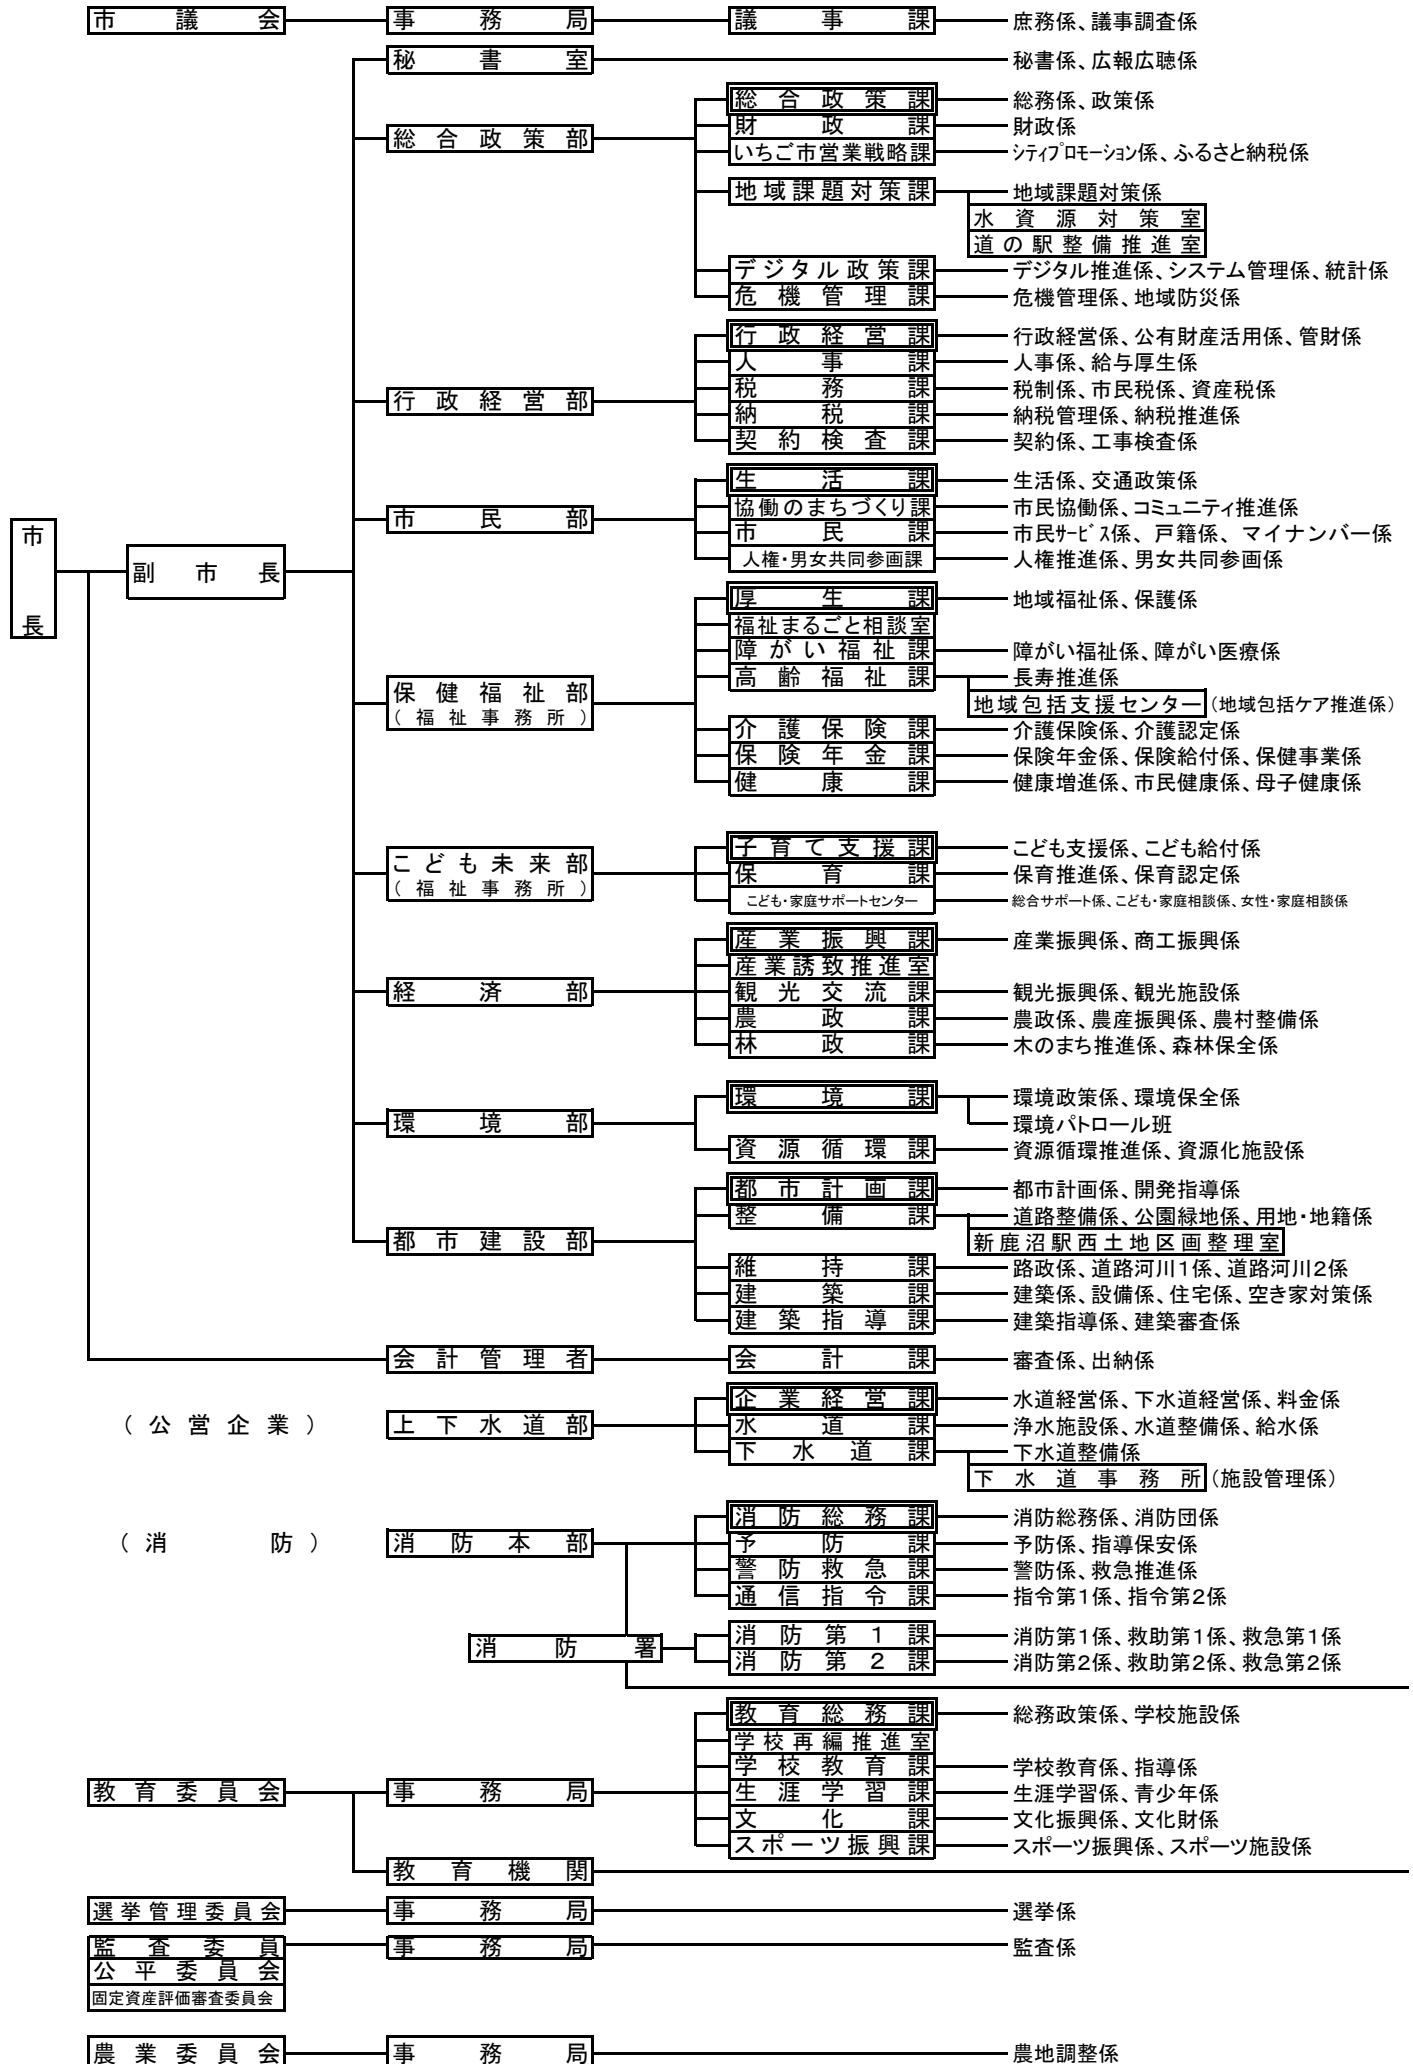 市議会 事務局 議事課 庶務係、議事調査係
秘書室 秘書係、広報広聴係
総合政策課 総務係、政策係
財政課 財政係
総合政策部
いちご市営業戦略課 シティプロモーション係、ふるさと納税係
地域課題対策課 地域課題対策係
水資源対策室
道の駅整備推進室
デジタル政策課 デジタル推進係、システム管理係、統計係
危機管理課 危機管理係、地域防災係
行政経営課 行政経営係、公有財産活用係、管財係
人事課 人事係、給与厚生係
税務課 税制係、市民税係、資産税係
行政経営部
納税課 納税管理係、納税推進係
契約検査課 契約係、工事検査係
生活課 生活係、交通政策係
協働のまちづくり課 市民協働係、コミュニティ推進係
市民部
市民課 市民サービス係、戸籍係、マイナンバー係
人権・男女共同参画課 人権推進係、男女共同参画係
市長
副市長
厚生課 地域福祉係、保護係
福祉まるごと相談室
障がい福祉課 障がい福祉係、障がい医療係
高齢福祉課 長寿推進係
保健福祉部
(福祉事務所)
地域包括支援センター (地域包括ケア推進係)
介護保険課 介護保険係、介護認定係
保険年金課 保険年金係、保険給付係、保健事業係
健康課 健康増進係、市民健康係、母子健康係
子育て支援課 こども支援係、こども給付係
こども未来部
(福祉事務所)
保育課 保育推進係、保育認定係
こども・家庭サポートセンター 総合サポート係、こども・家庭相談係、女性・家庭相談係
産業振興課 産業振興係、商工振興係
産業誘致推進室
経済部 観光交流課 観光振興係、観光施設係
農政課 農政係、農産振興係、農村整備係
林政課 木のまち推進係、森林保全係
環境課 環境政策係、環境保全係
環境部 環境パトロール班
資源循環課 資源循環推進係、資源化施設係
都市計画課 都市計画係、開発指導係
整備課 道路整備係、公園緑地係、用地・地籍係
都市建設部 新鹿沼駅西土地区画整理室
維持課 路政係、道路河川1係、道路河川2係
建築課 建築係、設備係、住宅係、空き家対策係
建築指導課 建築指導係、建築審査係
会計管理者 会計課 審査係、出納係
企業経営課 水道経営係、下水道経営係、料金係
(公営企業) 上下水道部 水道課 浄水施設係、水道整備係、給水係
下水道課 下水道整備係
下水道事務所 (施設管理係)
消防総務課 消防総務係、消防団係
(消防) 消防本部 予防課 予防係、指導保安係
警防救急課 警防係、救急推進係
通信指令課 指令第1係、指令第2係
消防署 消防第1課 消防第1係、救助第1係、救急第1係
消防第2課 消防第2係、救助第2係、救急第2係
教育総務課 総務政策係、学校施設係
学校再編推進室
学校教育課 学校教育係、指導係
教育委員会 事務局 生涯学習課 生涯学習係、青少年係
文化課 文化振興係、文化財係
スポーツ振興課 スポーツ振興係、スポーツ施設係
教育機関
選挙管理委員会 事務局 選挙係
監査委員 事務局 監査係
公平委員会
固定資産評価審査委員会
農業委員会 事務局 農地調整係